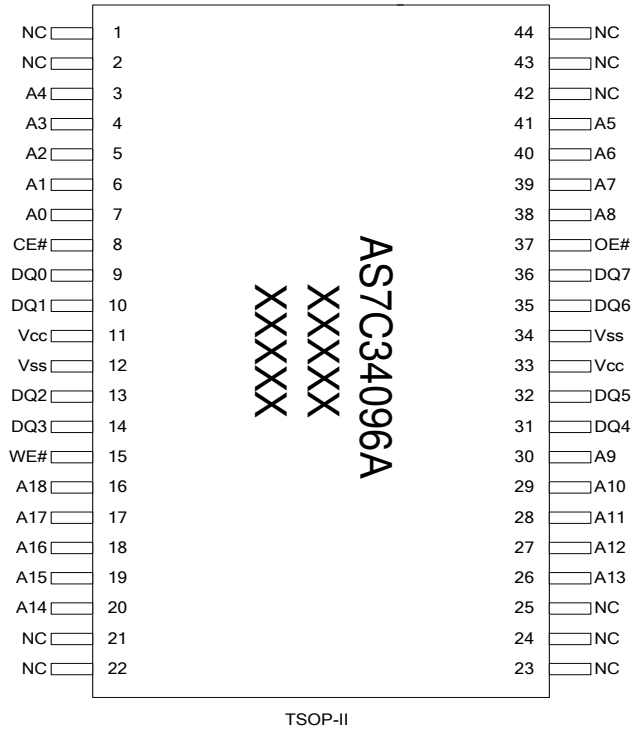 NC 1 44 NC
NC 2 43 NC
A4 3 42 NC
A3 4 41 A5
A2 5 40 A6
A1 6 39 A7
A0 7 38 A8
CE# 8 37 OE#
DQ0 9 36 DQ7
DQ1 10 35 DQ6
Vcc 11 34 Vss
Vss 12 33 Vcc
DQ2 13 32 DQ5
DQ3 14 31 DQ4
WE# 15 30 A9
A18 16 29 A10
A17 17 28 A11
A16 18 27 A12
A15 19 26 A13
A14 20 25 NC
NC 21 24 NC
NC 22 23 NC
AS7C34096A
XXXXX
XXXXX
TSOP-II